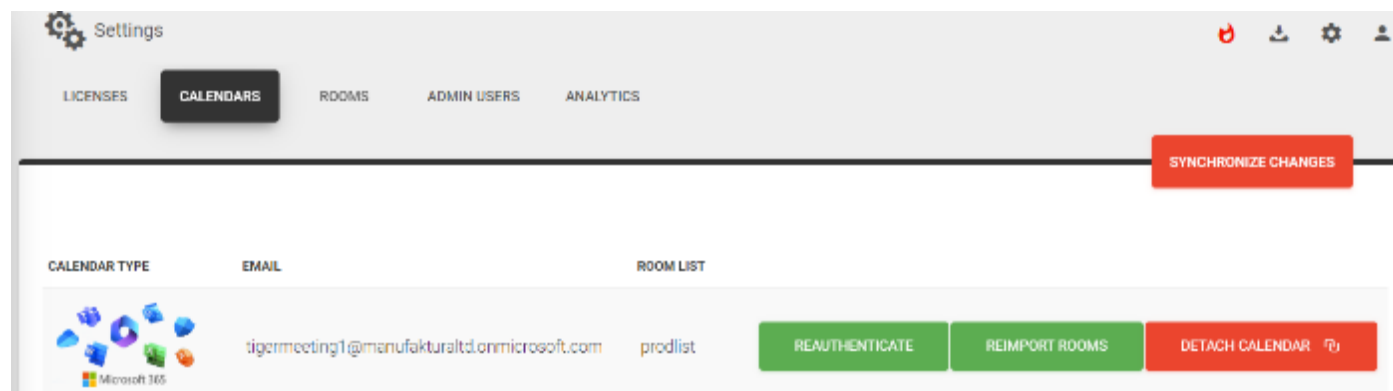 Settings
LICENSES CALENDARS ROOMS ADMIN USERS ANALYTICS
SYNCHRONIZE CHANGES
CALENDAR TYPE EMAIL ROOM LIST
tigermeeting1@manufakturaltd.onmicrosoft.com prodlist REAUTHENTICATE REIMPORT ROOMS DETACH CALENDAR
Microsoft 365